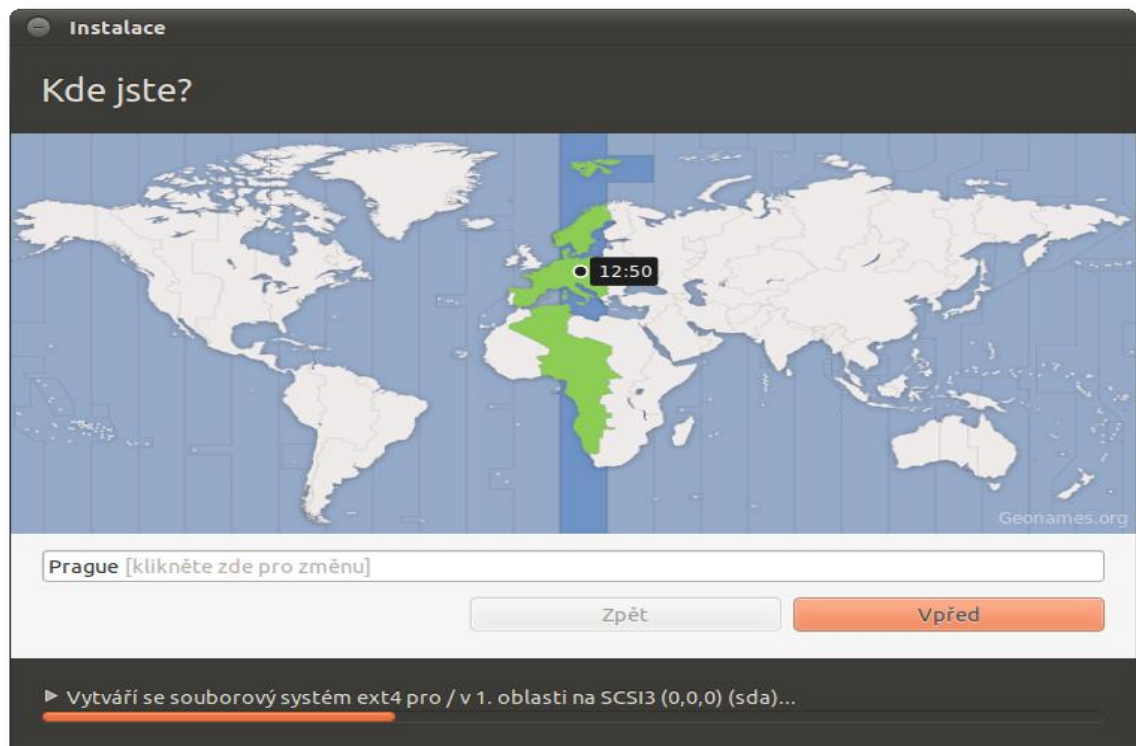 Instalace
Kde jste?
12:50
Geonames.org
Prague [klikněte zde pro změnu]
Zpět
Vpřed
Vytváří se souborový systém ext4 pro / v 1. oblasti na SCSI3 (0,0,0) (sda)...